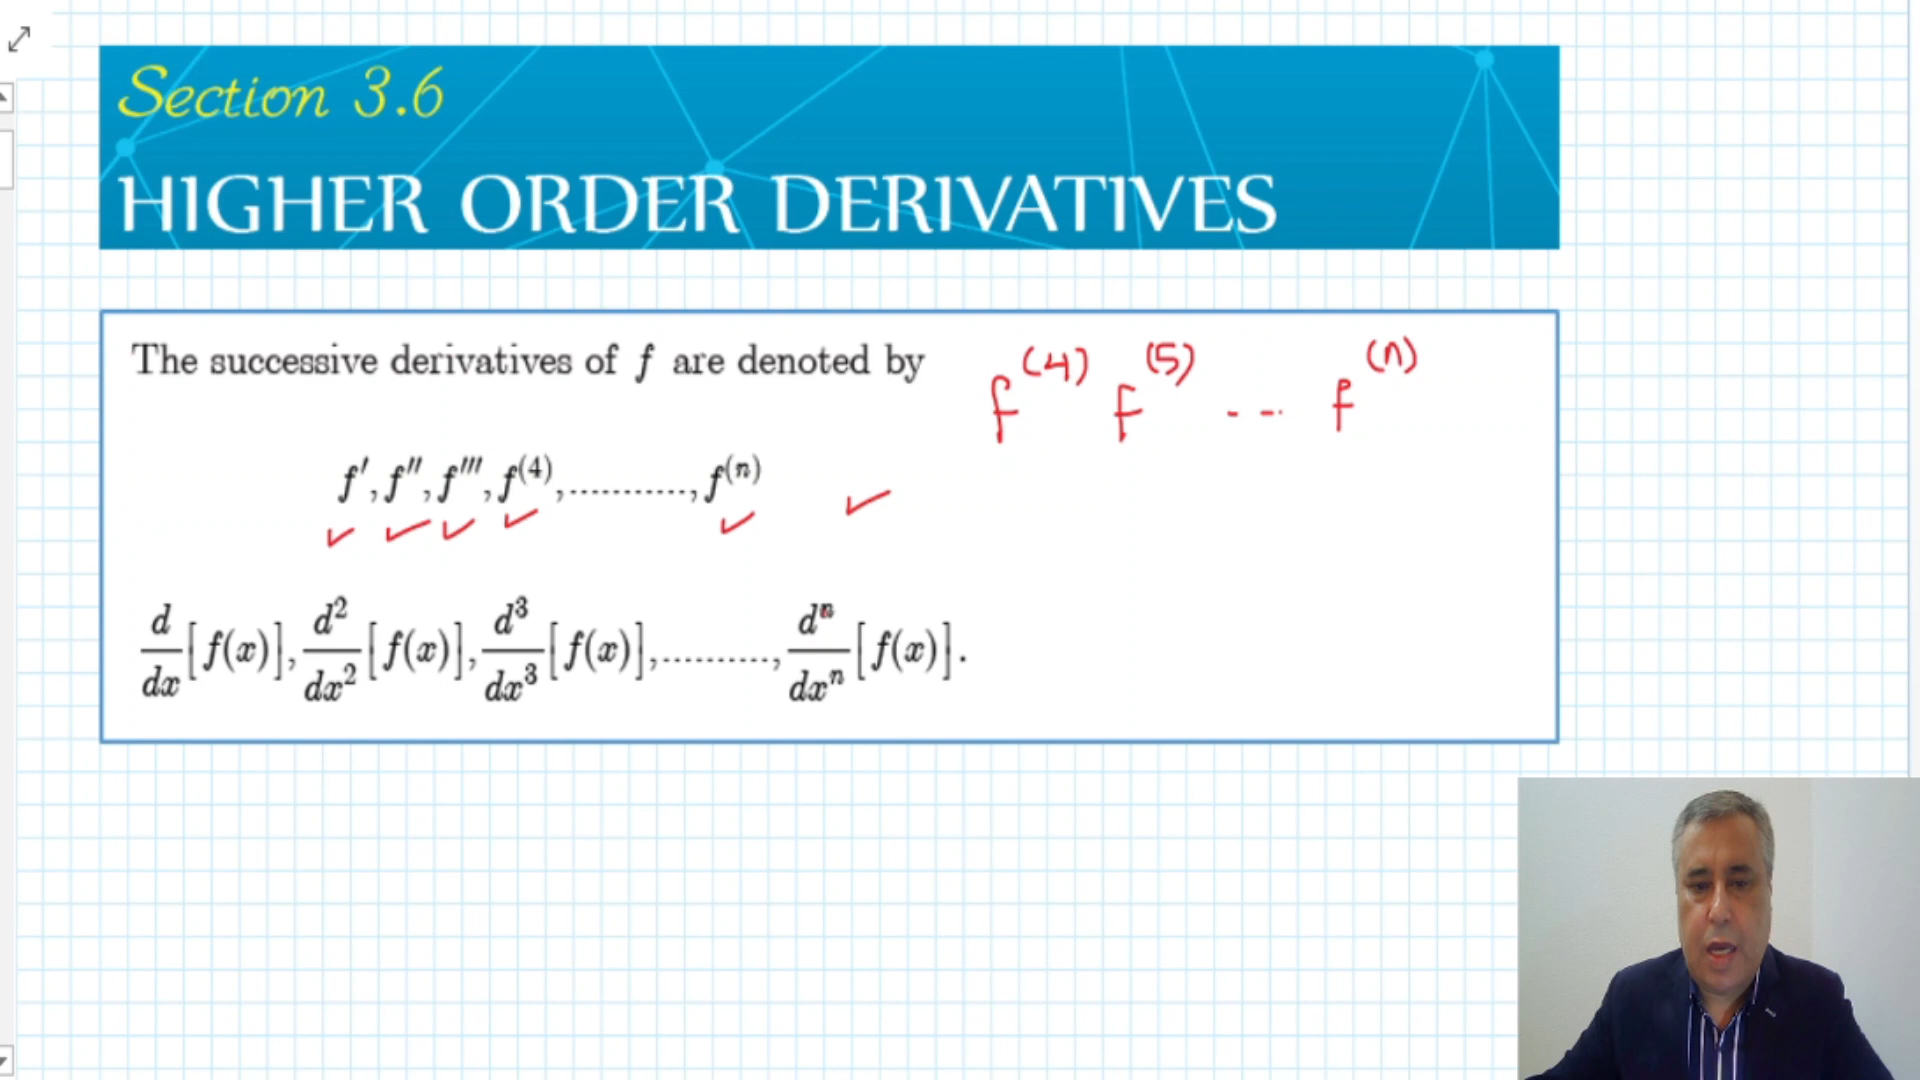 Section 3.6
HIGHER ORDER DERIVATIVES
The successive derivatives of f are denoted by
f⁽⁴⁾ f⁽⁵⁾ --- f⁽ⁿ⁾
f′, f″, f‴, f⁽⁴⁾, ..........., f⁽ⁿ⁾
d/dx [f(x)], d²/dx² [f(x)], d³/dx³ [f(x)], .........., dⁿ/dxⁿ [f(x)].